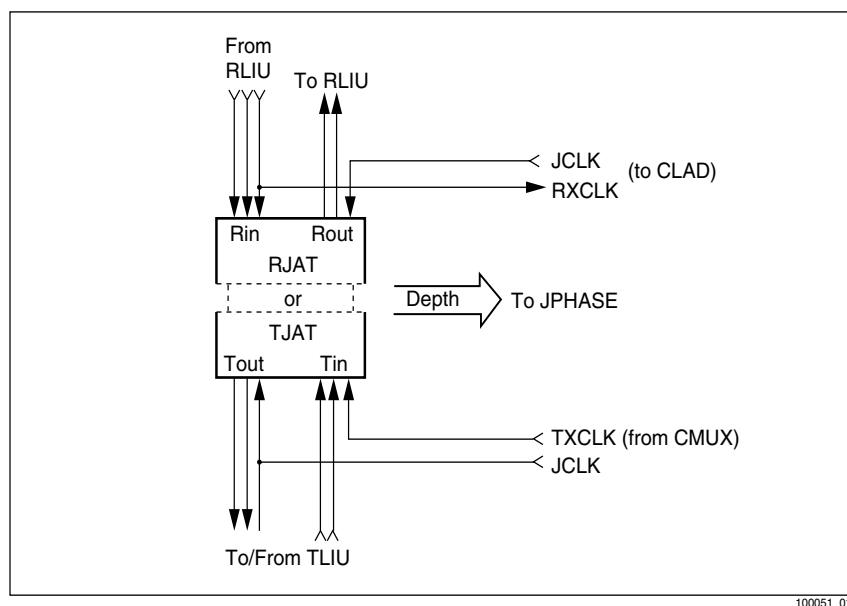 From
RLIU
To RLIU
JCLK
(to CLAD)
RXCLK
Rin
Rout
RJAT
or
Depth
To JPHASE
TJAT
Tout
Tin
TXCLK (from CMUX)
JCLK
To/From TLIU